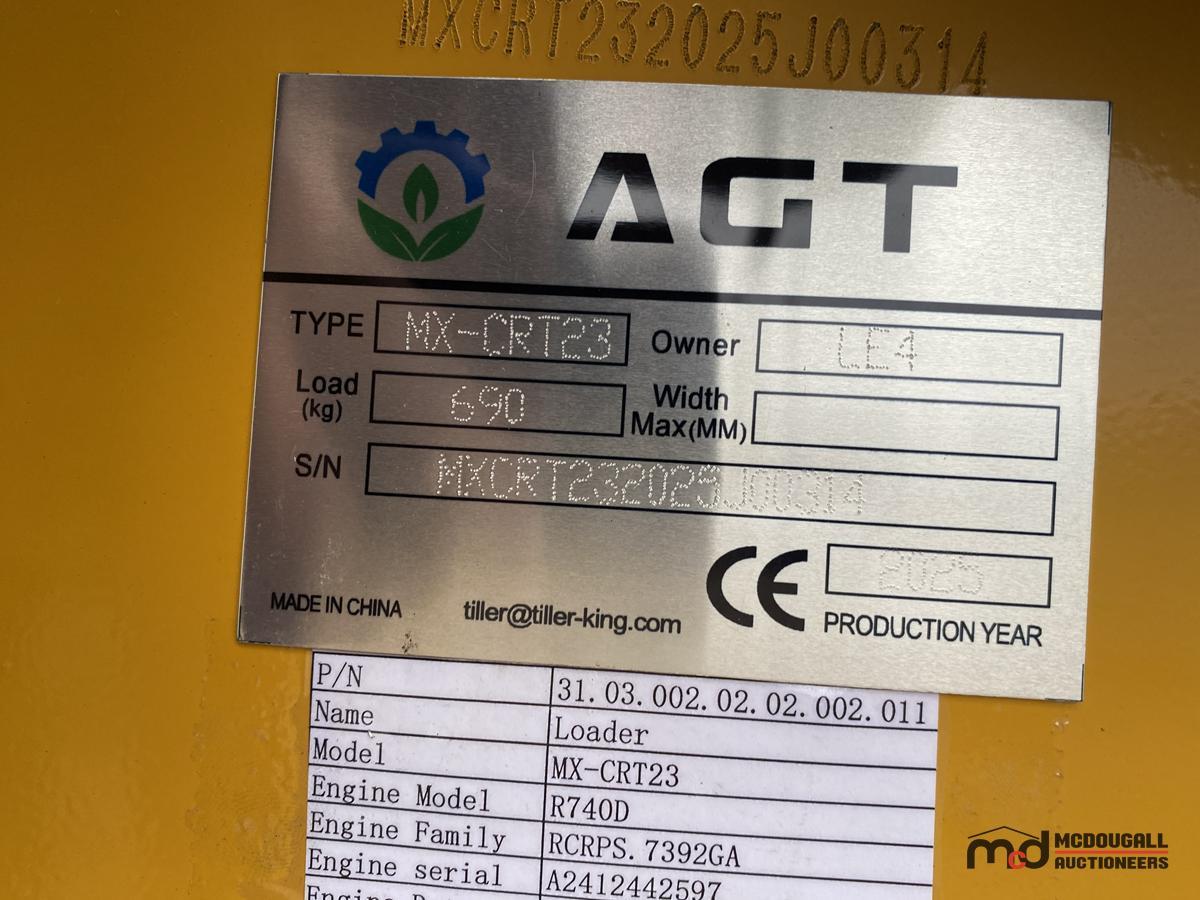 MXCRT232025J00314
AGT
TYPE MX-CRT23 Owner LE4
Load (kg) 690 Width Max(MM)
S/N MXCRT232025J00314
CE 2025
MADE IN CHINA tiller@tiller-king.com PRODUCTION YEAR
P/N 31.03.002.02.02.002.011
Name Loader
Model MX-CRT23
Engine Model R740D
Engine Family RCRPS.7392GA
Engine serial A2412442597
Engine
mcd MCDOUGALL AUCTIONEERS